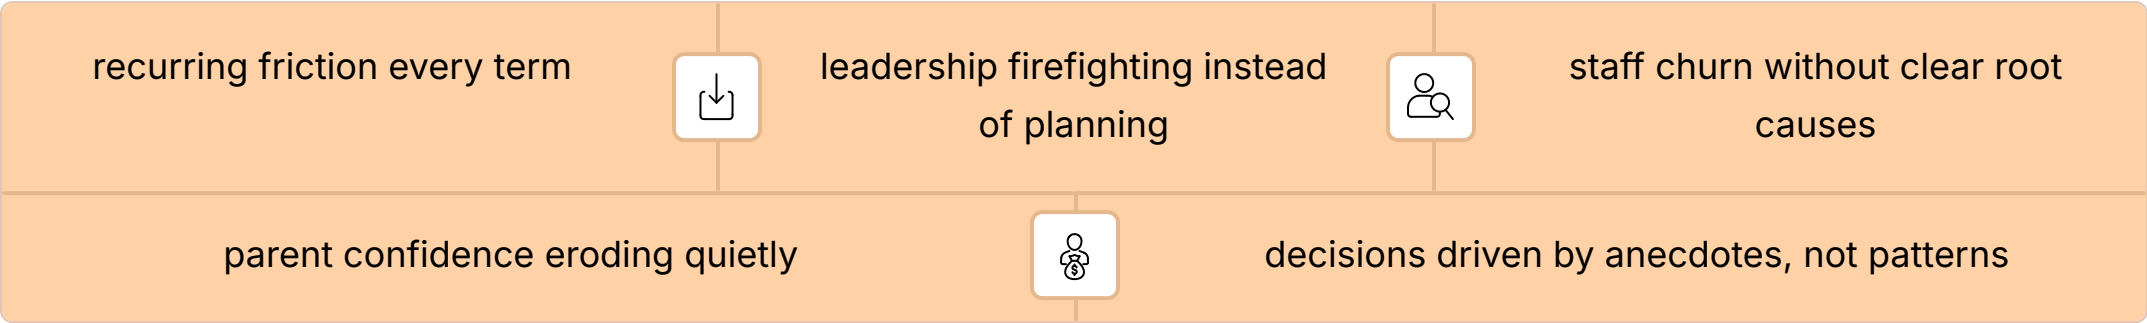 recurring friction every term
leadership firefighting instead
of planning
staff churn without clear root
causes
parent confidence eroding quietly
decisions driven by anecdotes, not patterns